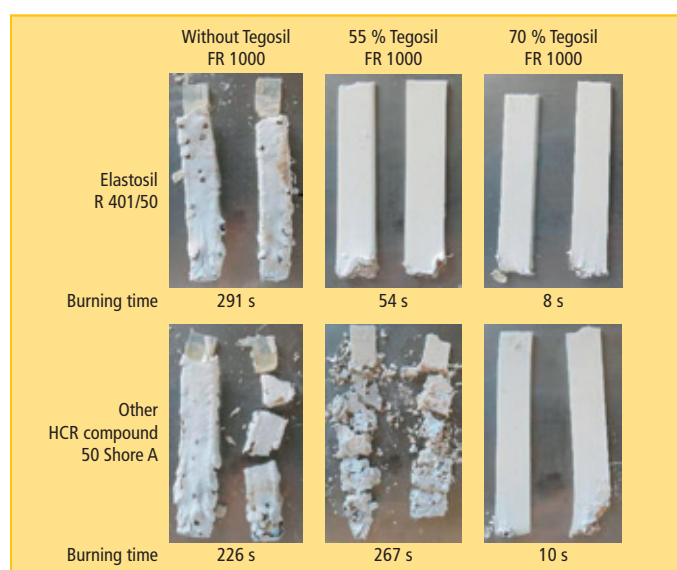 Without Tegosil
FR 1000
55 % Tegosil
FR 1000
70 % Tegosil
FR 1000
Elastosil
R 401/50
Burning time
291 s
54 s
8 s
Other
HCR compound
50 Shore A
Burning time
226 s
267 s
10 s